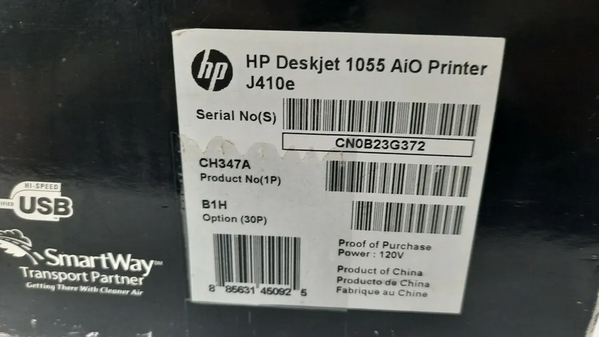 hp
HP Deskjet 1055 AiO Printer
J410e
Serial No(S)
CN0B23G372
CH347A
Product No(1P)
B1H
Option (30P)
Proof of Purchase
Power : 120V
Product of China
Producto de China
Fabrique au Chine
8 85631 45092 5
HI-SPEED
USB
SmartWay
Transport Partner
Getting There With Cleaner Air